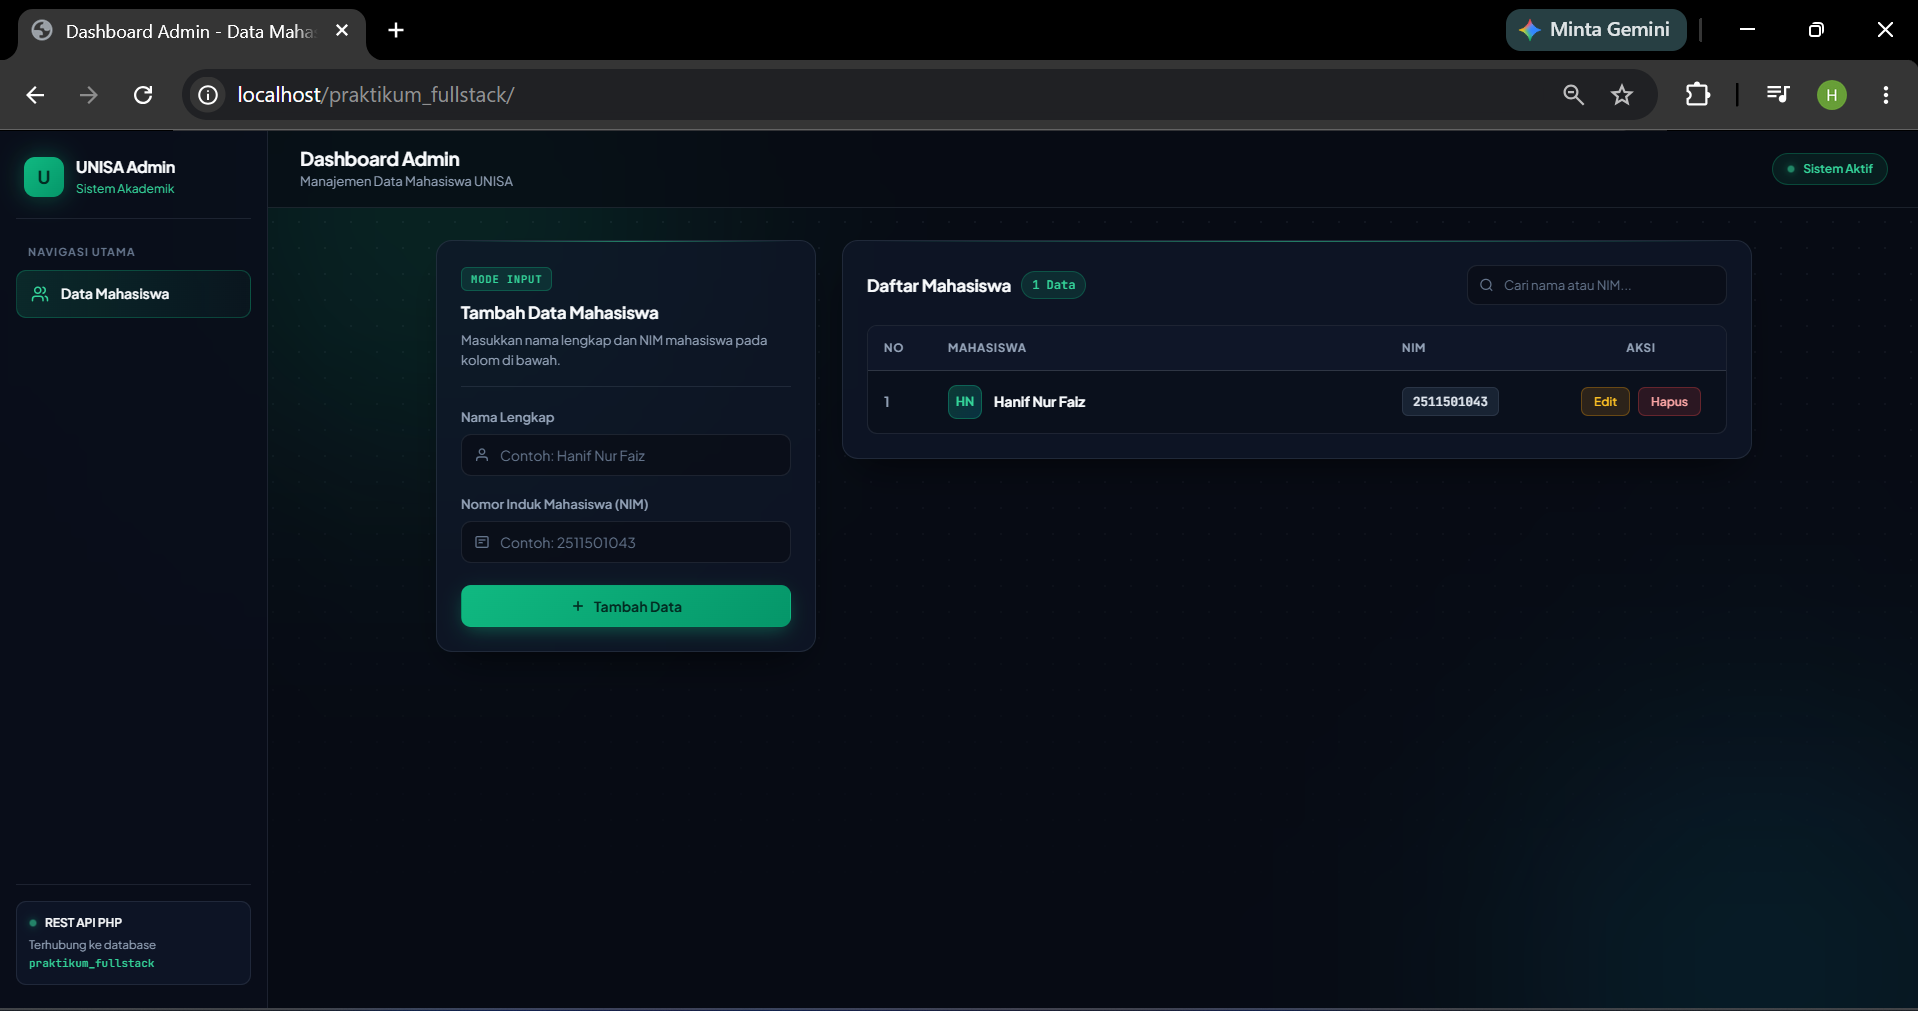 Dashboard Admin - Data Maha
Minta Gemini
localhost/praktikum_fullstack/
H
U
UNISA Admin
Sistem Akademik
NAVIGASI UTAMA
Data Mahasiswa
Dashboard Admin
Manajemen Data Mahasiswa UNISA
Sistem Aktif
MODE INPUT
Tambah Data Mahasiswa
Masukkan nama lengkap dan NIM mahasiswa pada
kolom di bawah.
Nama Lengkap
Contoh: Hanif Nur Faiz
Nomor Induk Mahasiswa (NIM)
Contoh: 2511501043
+ Tambah Data
Daftar Mahasiswa 1 Data
Cari nama atau NIM...
NO MAHASISWA NIM AKSI
1 HN Hanif Nur Faiz 2511501043 Edit Hapus
REST API PHP
Terhubung ke database
praktikum_fullstack